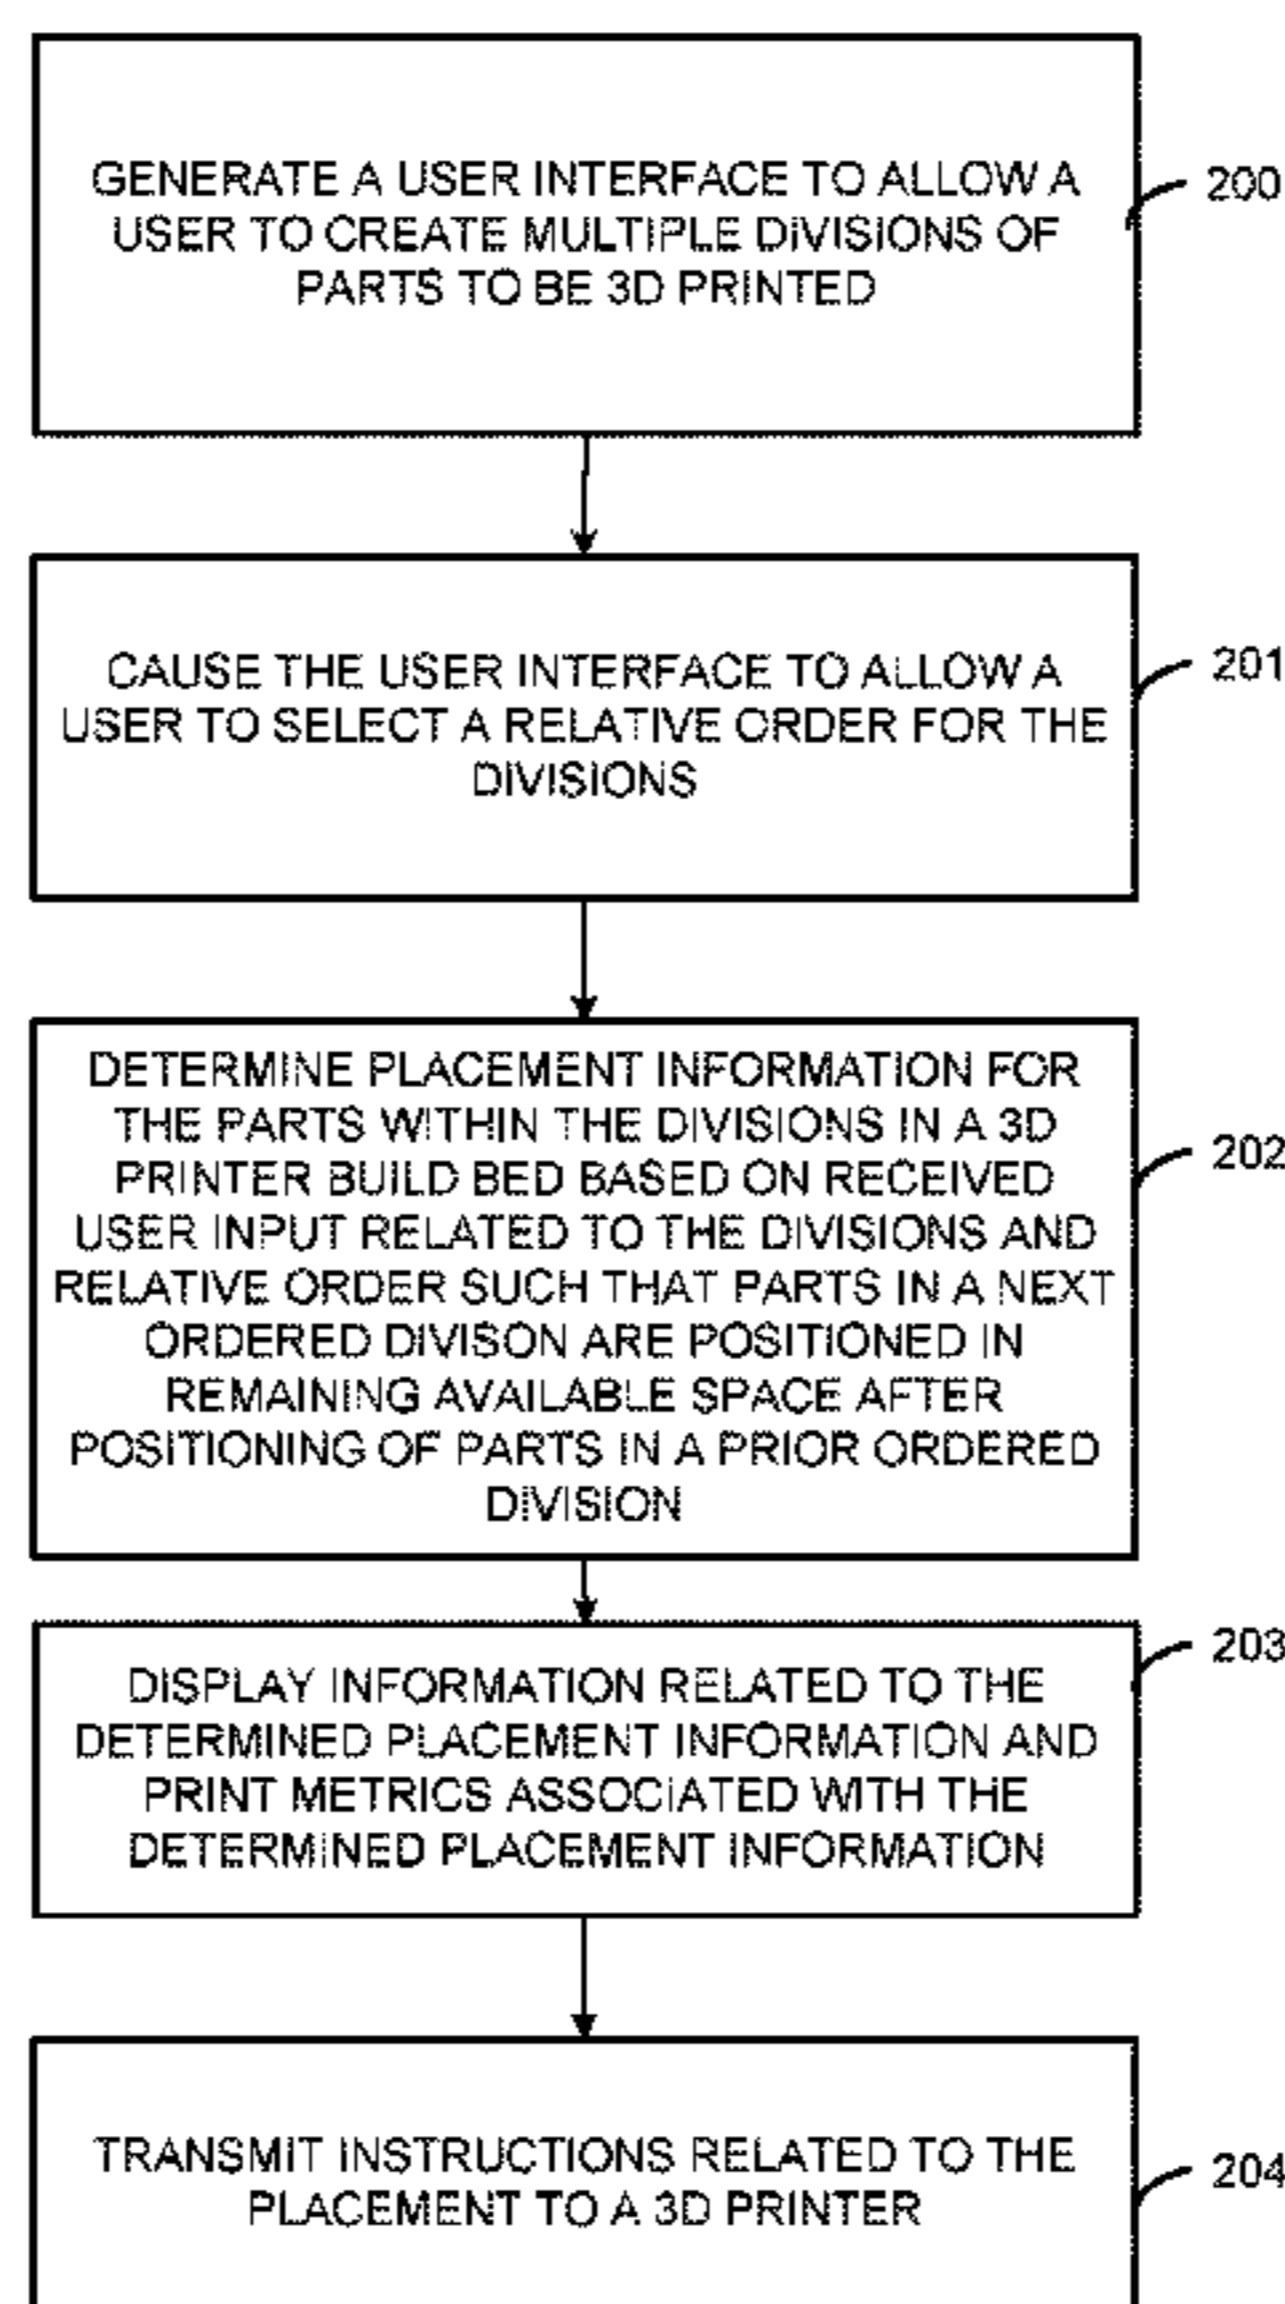 GENERATE A USER INTERFACE TO ALLOW A
USER TO CREATE MULTIPLE DIVISIONS OF
PARTS TO BE 3D PRINTED
200
CAUSE THE USER INTERFACE TO ALLOW A
USER TO SELECT A RELATIVE ORDER FOR THE
DIVISIONS
201
DETERMINE PLACEMENT INFORMATION FOR
THE PARTS WITHIN THE DIVISIONS IN A 3D
PRINTER BUILD BED BASED ON RECEIVED
USER INPUT RELATED TO THE DIVISIONS AND
RELATIVE ORDER SUCH THAT PARTS IN A NEXT
ORDERED DIVISON ARE POSITIONED IN
REMAINING AVAILABLE SPACE AFTER
POSITIONING OF PARTS IN A PRIOR ORDERED
DIVISION
202
DISPLAY INFORMATION RELATED TO THE
DETERMINED PLACEMENT INFORMATION AND
PRINT METRICS ASSOCIATED WITH THE
DETERMINED PLACEMENT INFORMATION
203
TRANSMIT INSTRUCTIONS RELATED TO THE
PLACEMENT TO A 3D PRINTER
204